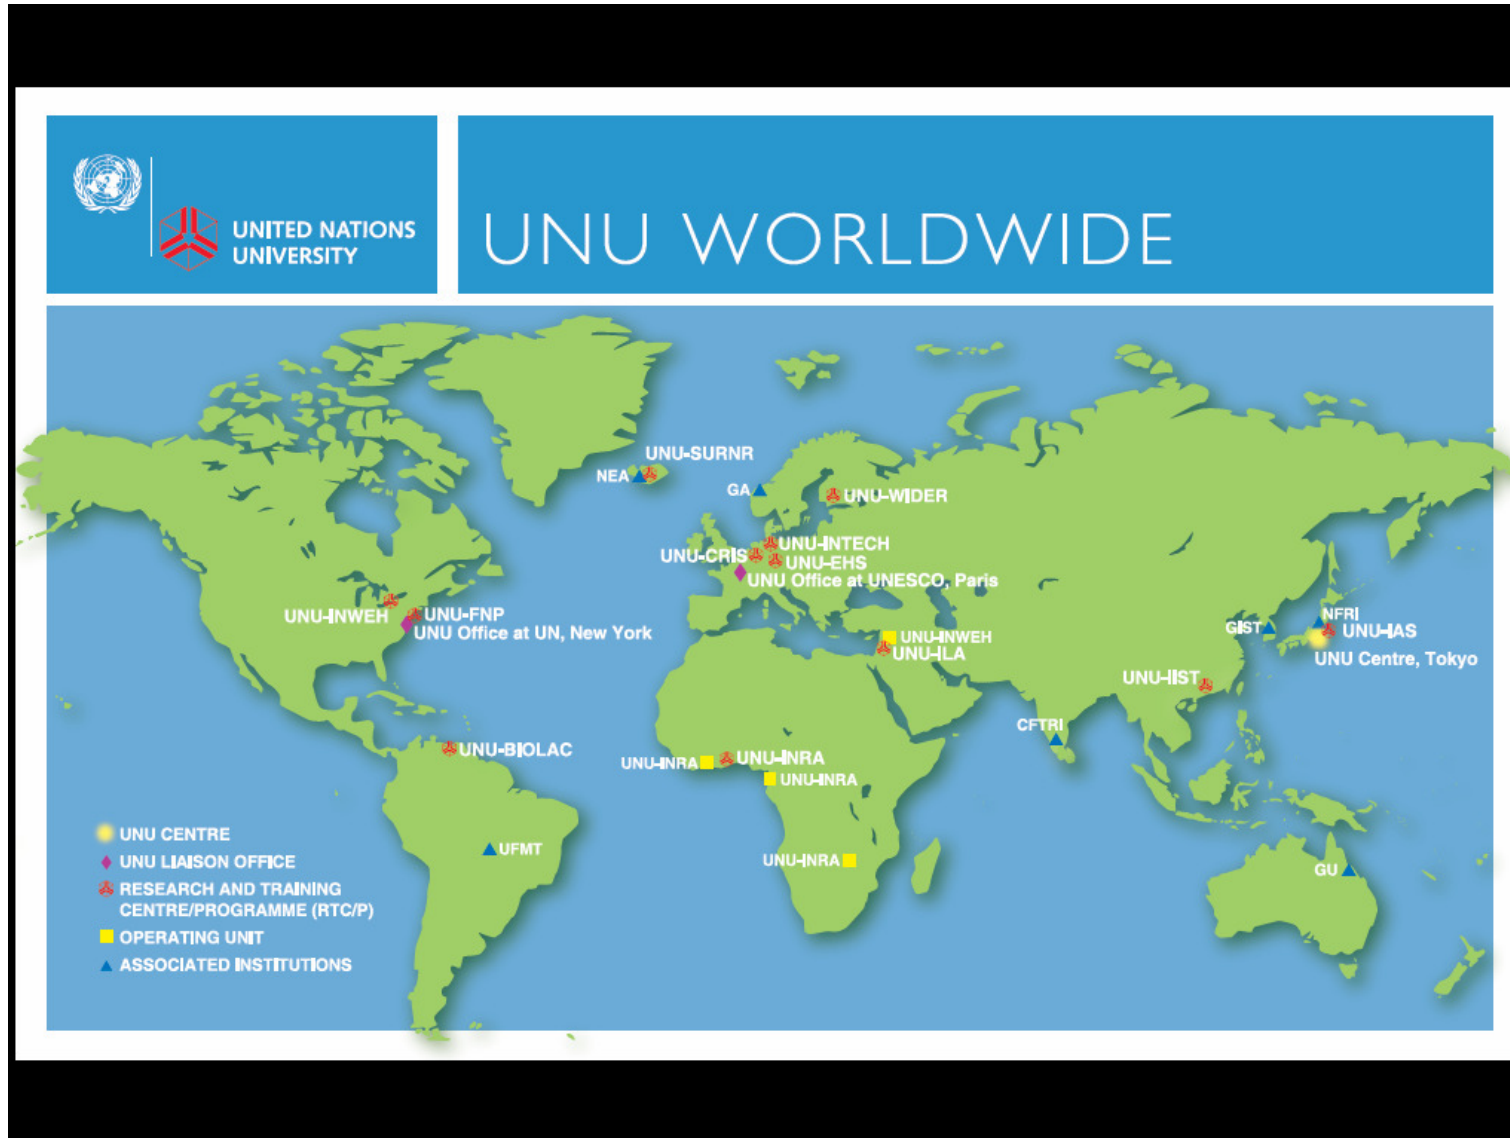 UNITED NATIONS
UNIVERSITY
UNU WORLDWIDE
UNU-SURNR
NEA
GA
UNU-WIDER
UNU-INTECH
UNU-CRIS
UNU-EHS
UNU Office at UNESCO, Paris
UNU-INWEH
UNU-FNP
UNU Office at UN, New York
UNU-INWEH
UNU-ILA
GIST
NFRI
UNU-IAS
UNU Centre, Tokyo
UNU-IIST
CFTRI
UNU-BIOLAC
UNU-INRA
UNU-INRA
UNU-INRA
UFMT
UNU-INRA
GU
UNU CENTRE
UNU LIAISON OFFICE
RESEARCH AND TRAINING
CENTRE/PROGRAMME (RTC/P)
OPERATING UNIT
ASSOCIATED INSTITUTIONS